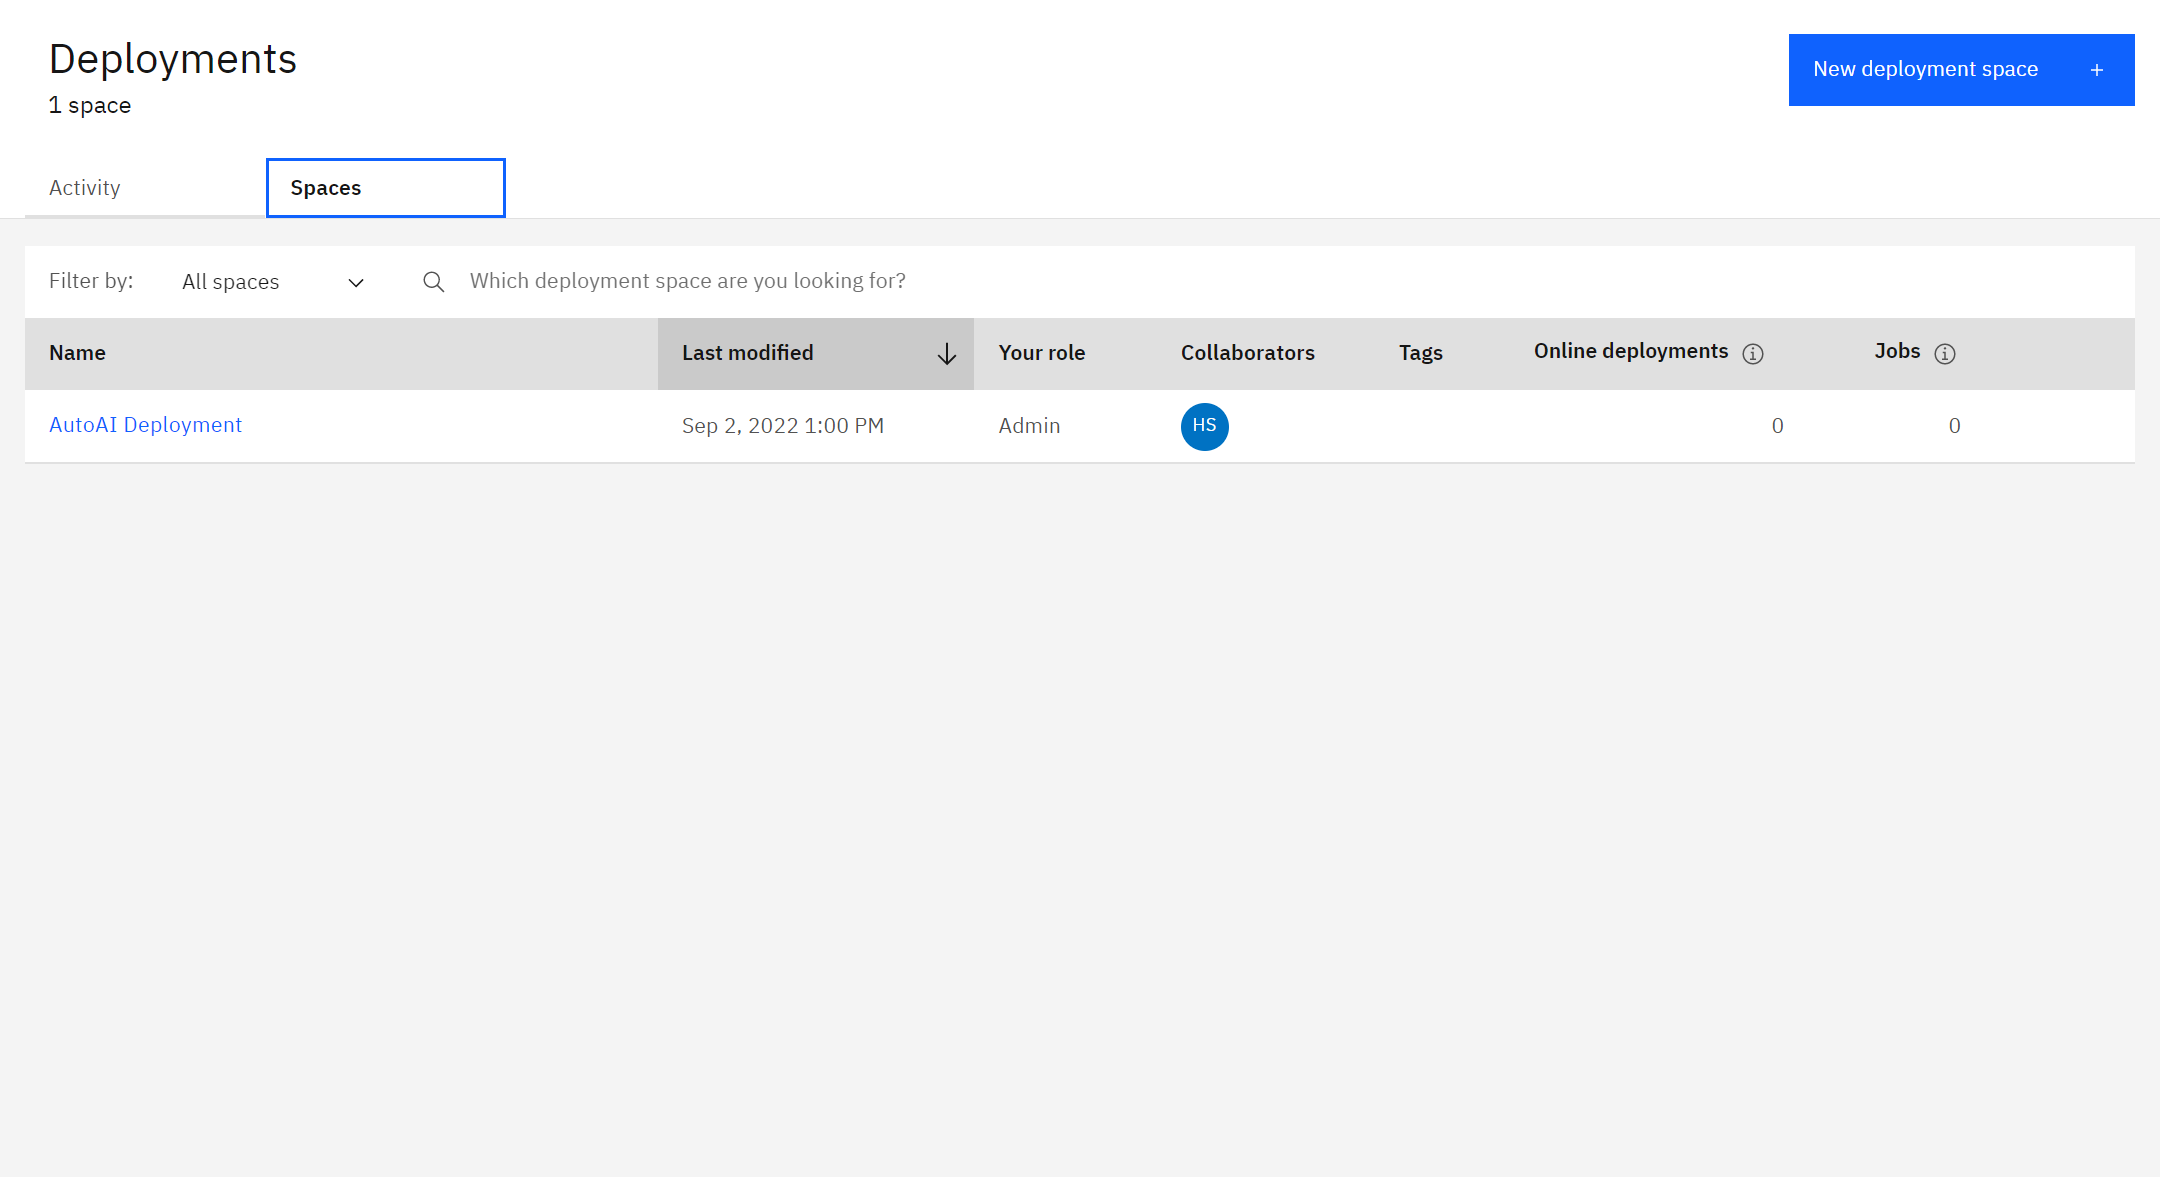 Deployments
1 space
New deployment space +
Activity
Spaces
Filter by: All spaces Which deployment space are you looking for?
Name Last modified Your role Collaborators Tags Online deployments Jobs
AutoAI Deployment Sep 2, 2022 1:00 PM Admin HS 0 0